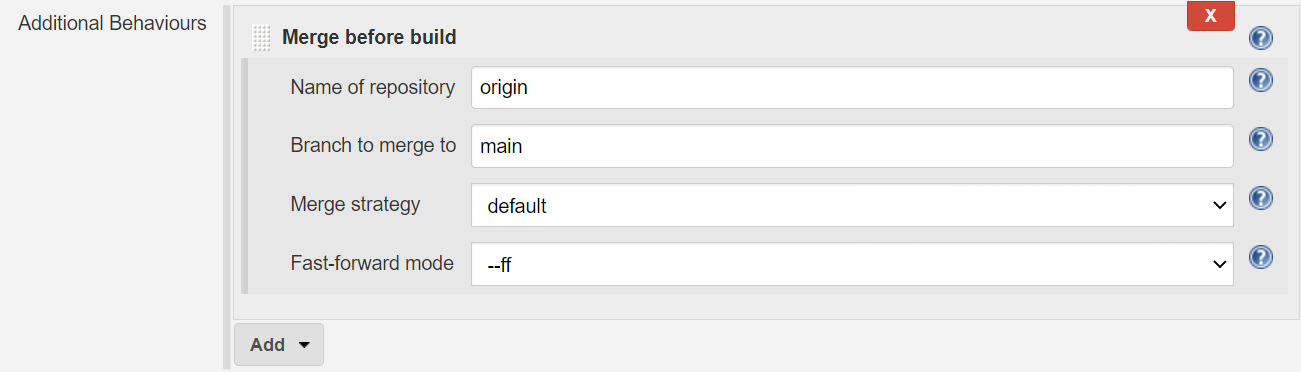 Additional Behaviours
X
Merge before build
?
Name of repository origin ?
Branch to merge to main ?
Merge strategy default ?
Fast-forward mode --ff ?
Add